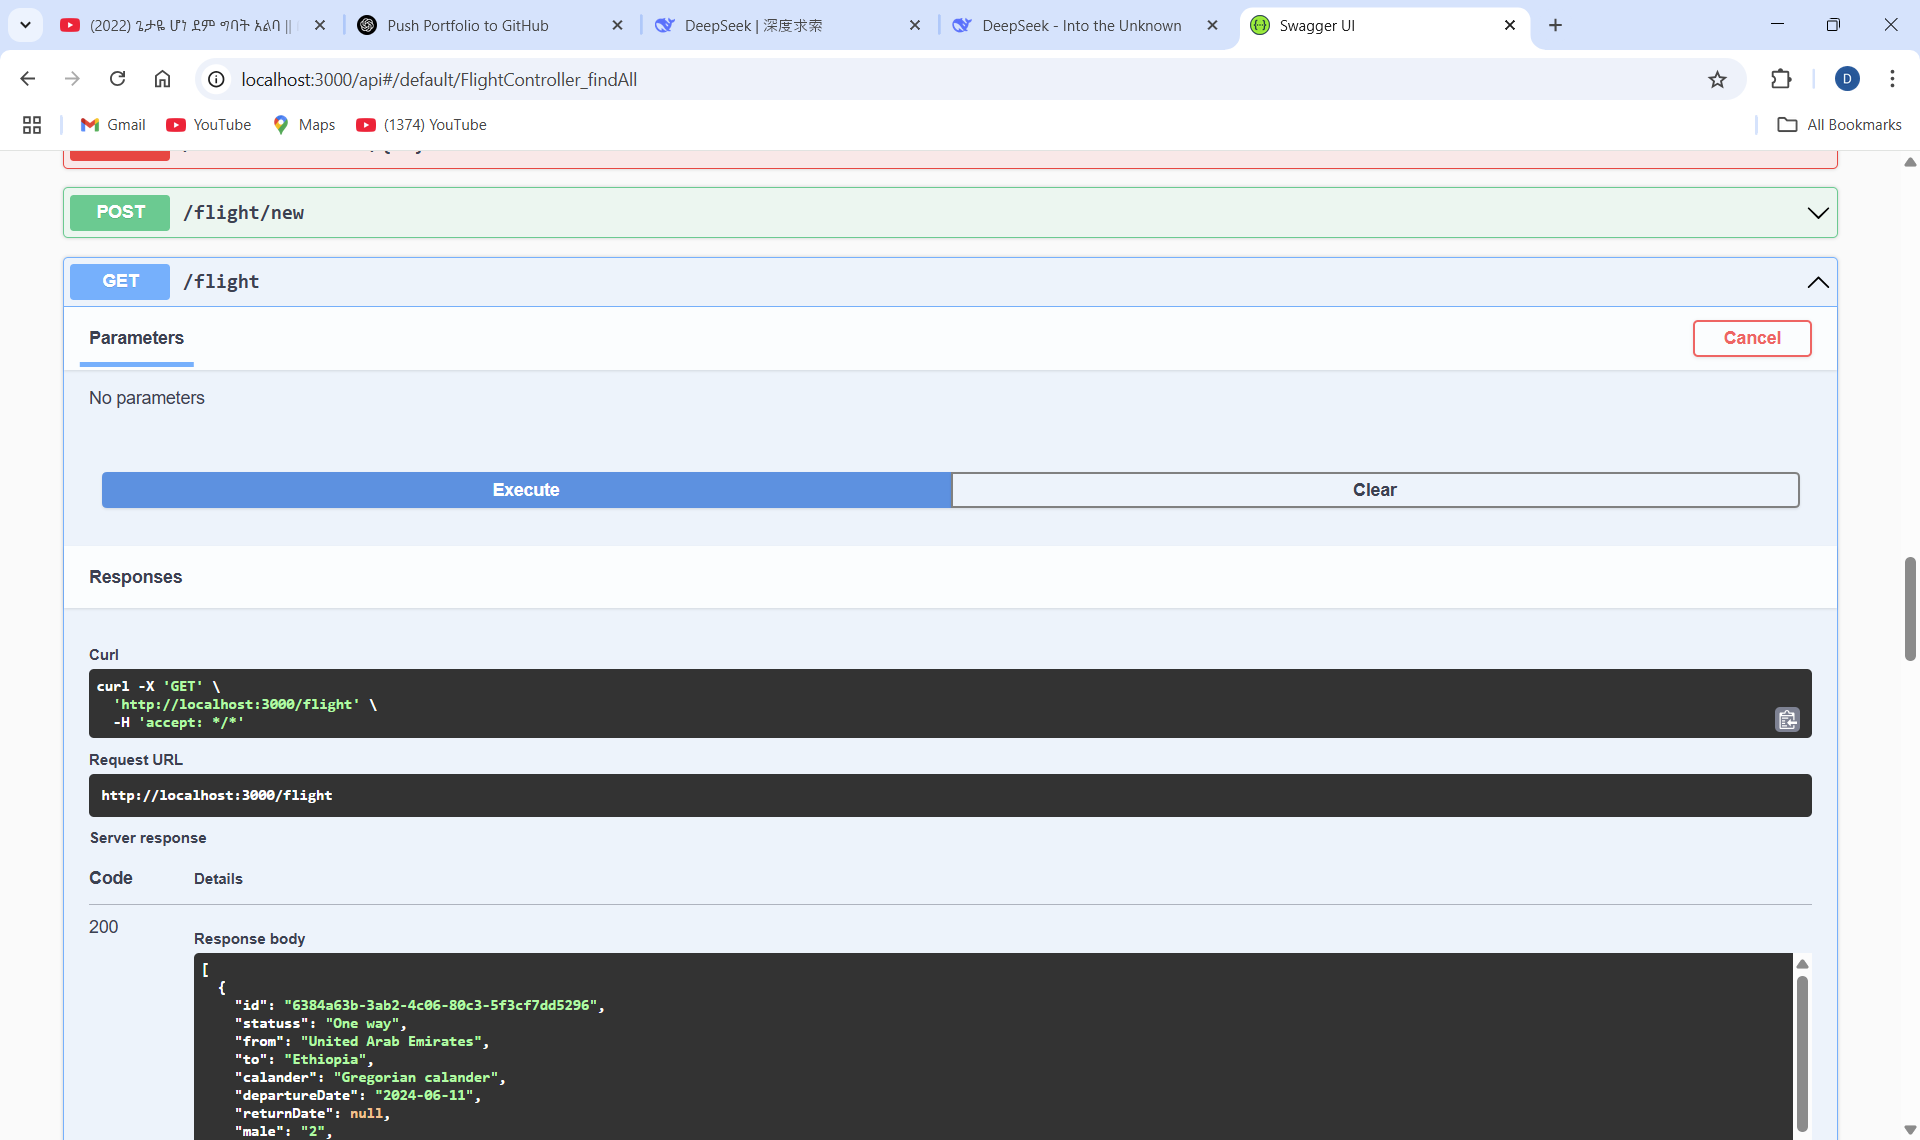 (2022) ጌታዬ ሆነ ደም ግባት አልባ ||
Push Portfolio to GitHub
DeepSeek | 深度求索
DeepSeek - Into the Unknown
Swagger UI
localhost:3000/api#/default/FlightController_findAll
D
Gmail
YouTube
Maps
(1374) YouTube
All Bookmarks
POST
/flight/new
GET
/flight
Parameters
Cancel
No parameters
Execute
Clear
Responses
Curl
curl -X 'GET' \
'http://localhost:3000/flight' \
-H 'accept: */*'
Request URL
http://localhost:3000/flight
Server response
Code
Details
200
Response body
[
{
"id": "6384a63b-3ab2-4c06-80c3-5f3cf7dd5296",
"statuss": "One way",
"from": "United Arab Emirates",
"to": "Ethiopia",
"calander": "Gregorian calander",
"departureDate": "2024-06-11",
"returnDate": null,
"male": "2",